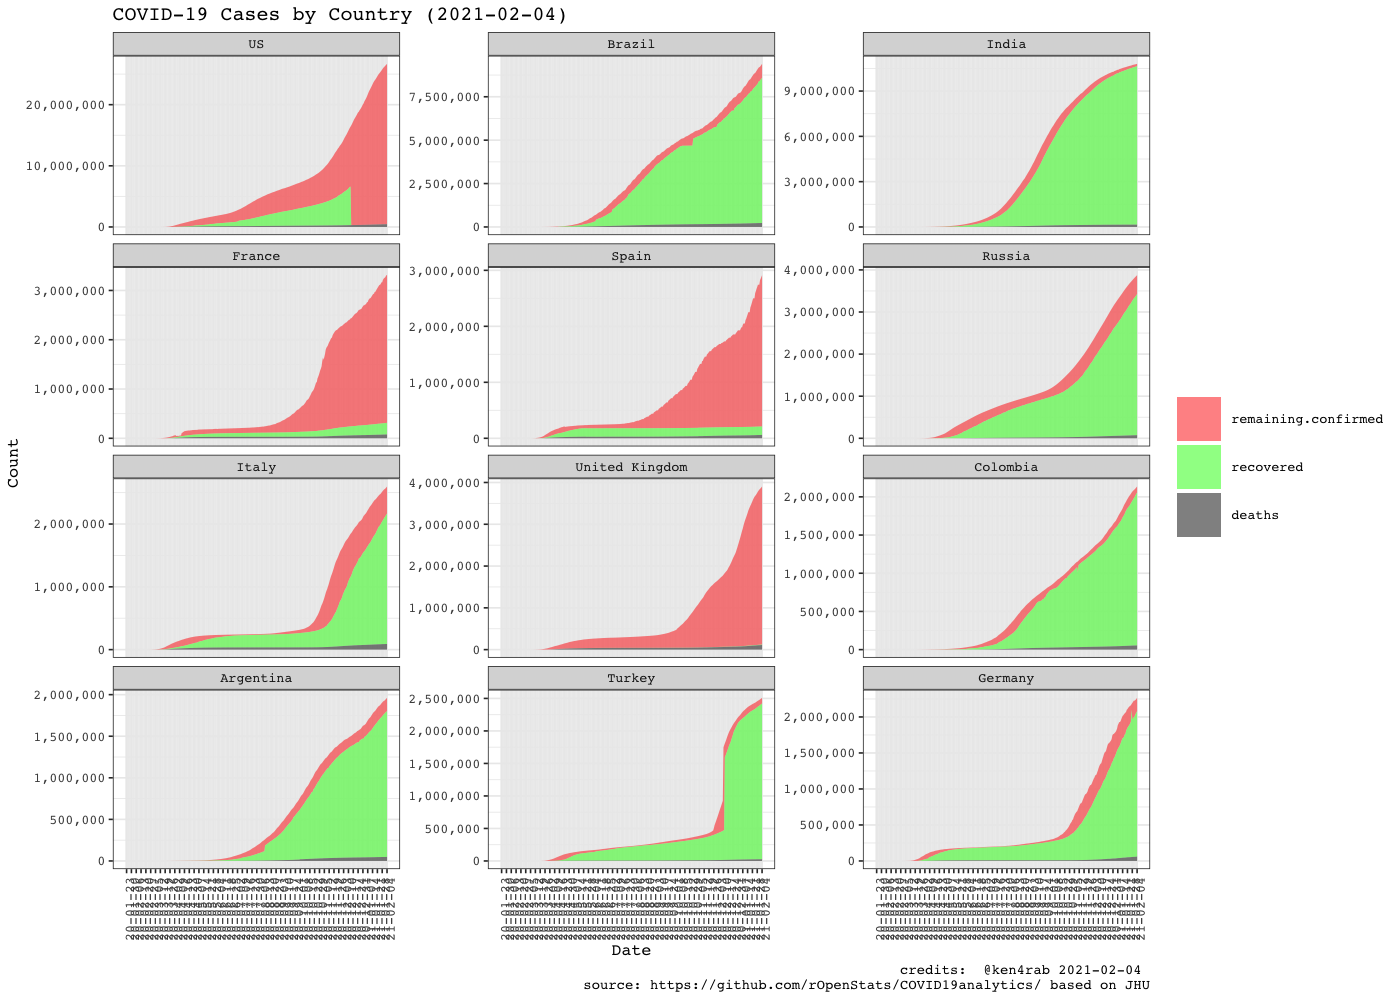 COVID-19 Cases by Country (2021-02-04)
US
Brazil
India
20,000,000
10,000,000
0
7,500,000
5,000,000
2,500,000
0
9,000,000
6,000,000
3,000,000
0
France
Spain
Russia
3,000,000
2,000,000
1,000,000
0
3,000,000
2,000,000
1,000,000
0
4,000,000
3,000,000
2,000,000
1,000,000
0
Italy
United Kingdom
Colombia
2,000,000
1,000,000
0
4,000,000
3,000,000
2,000,000
1,000,000
0
2,000,000
1,500,000
1,000,000
500,000
0
Argentina
Turkey
Germany
2,000,000
1,500,000
1,000,000
500,000
0
2,500,000
2,000,000
1,500,000
1,000,000
500,000
0
2,000,000
1,500,000
1,000,000
500,000
0
Count
Date
remaining.confirmed
recovered
deaths
credits:  @ken4rab 2021-02-04
source: https://github.com/rOpenStats/COVID19analytics/ based on JHU